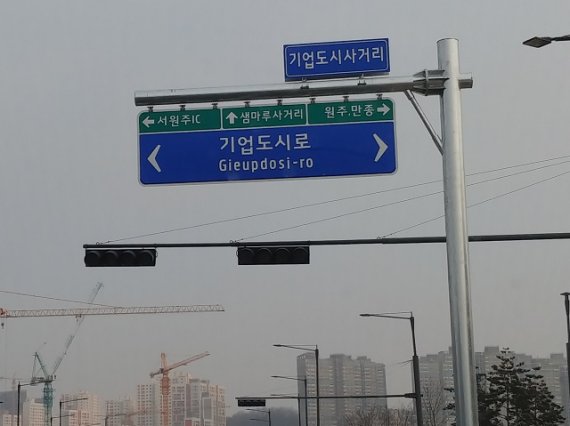 기업도시사거리
←서원주IC ↑샘마루사거리 원주.만종→
기업도시로
Gieupdosi-ro